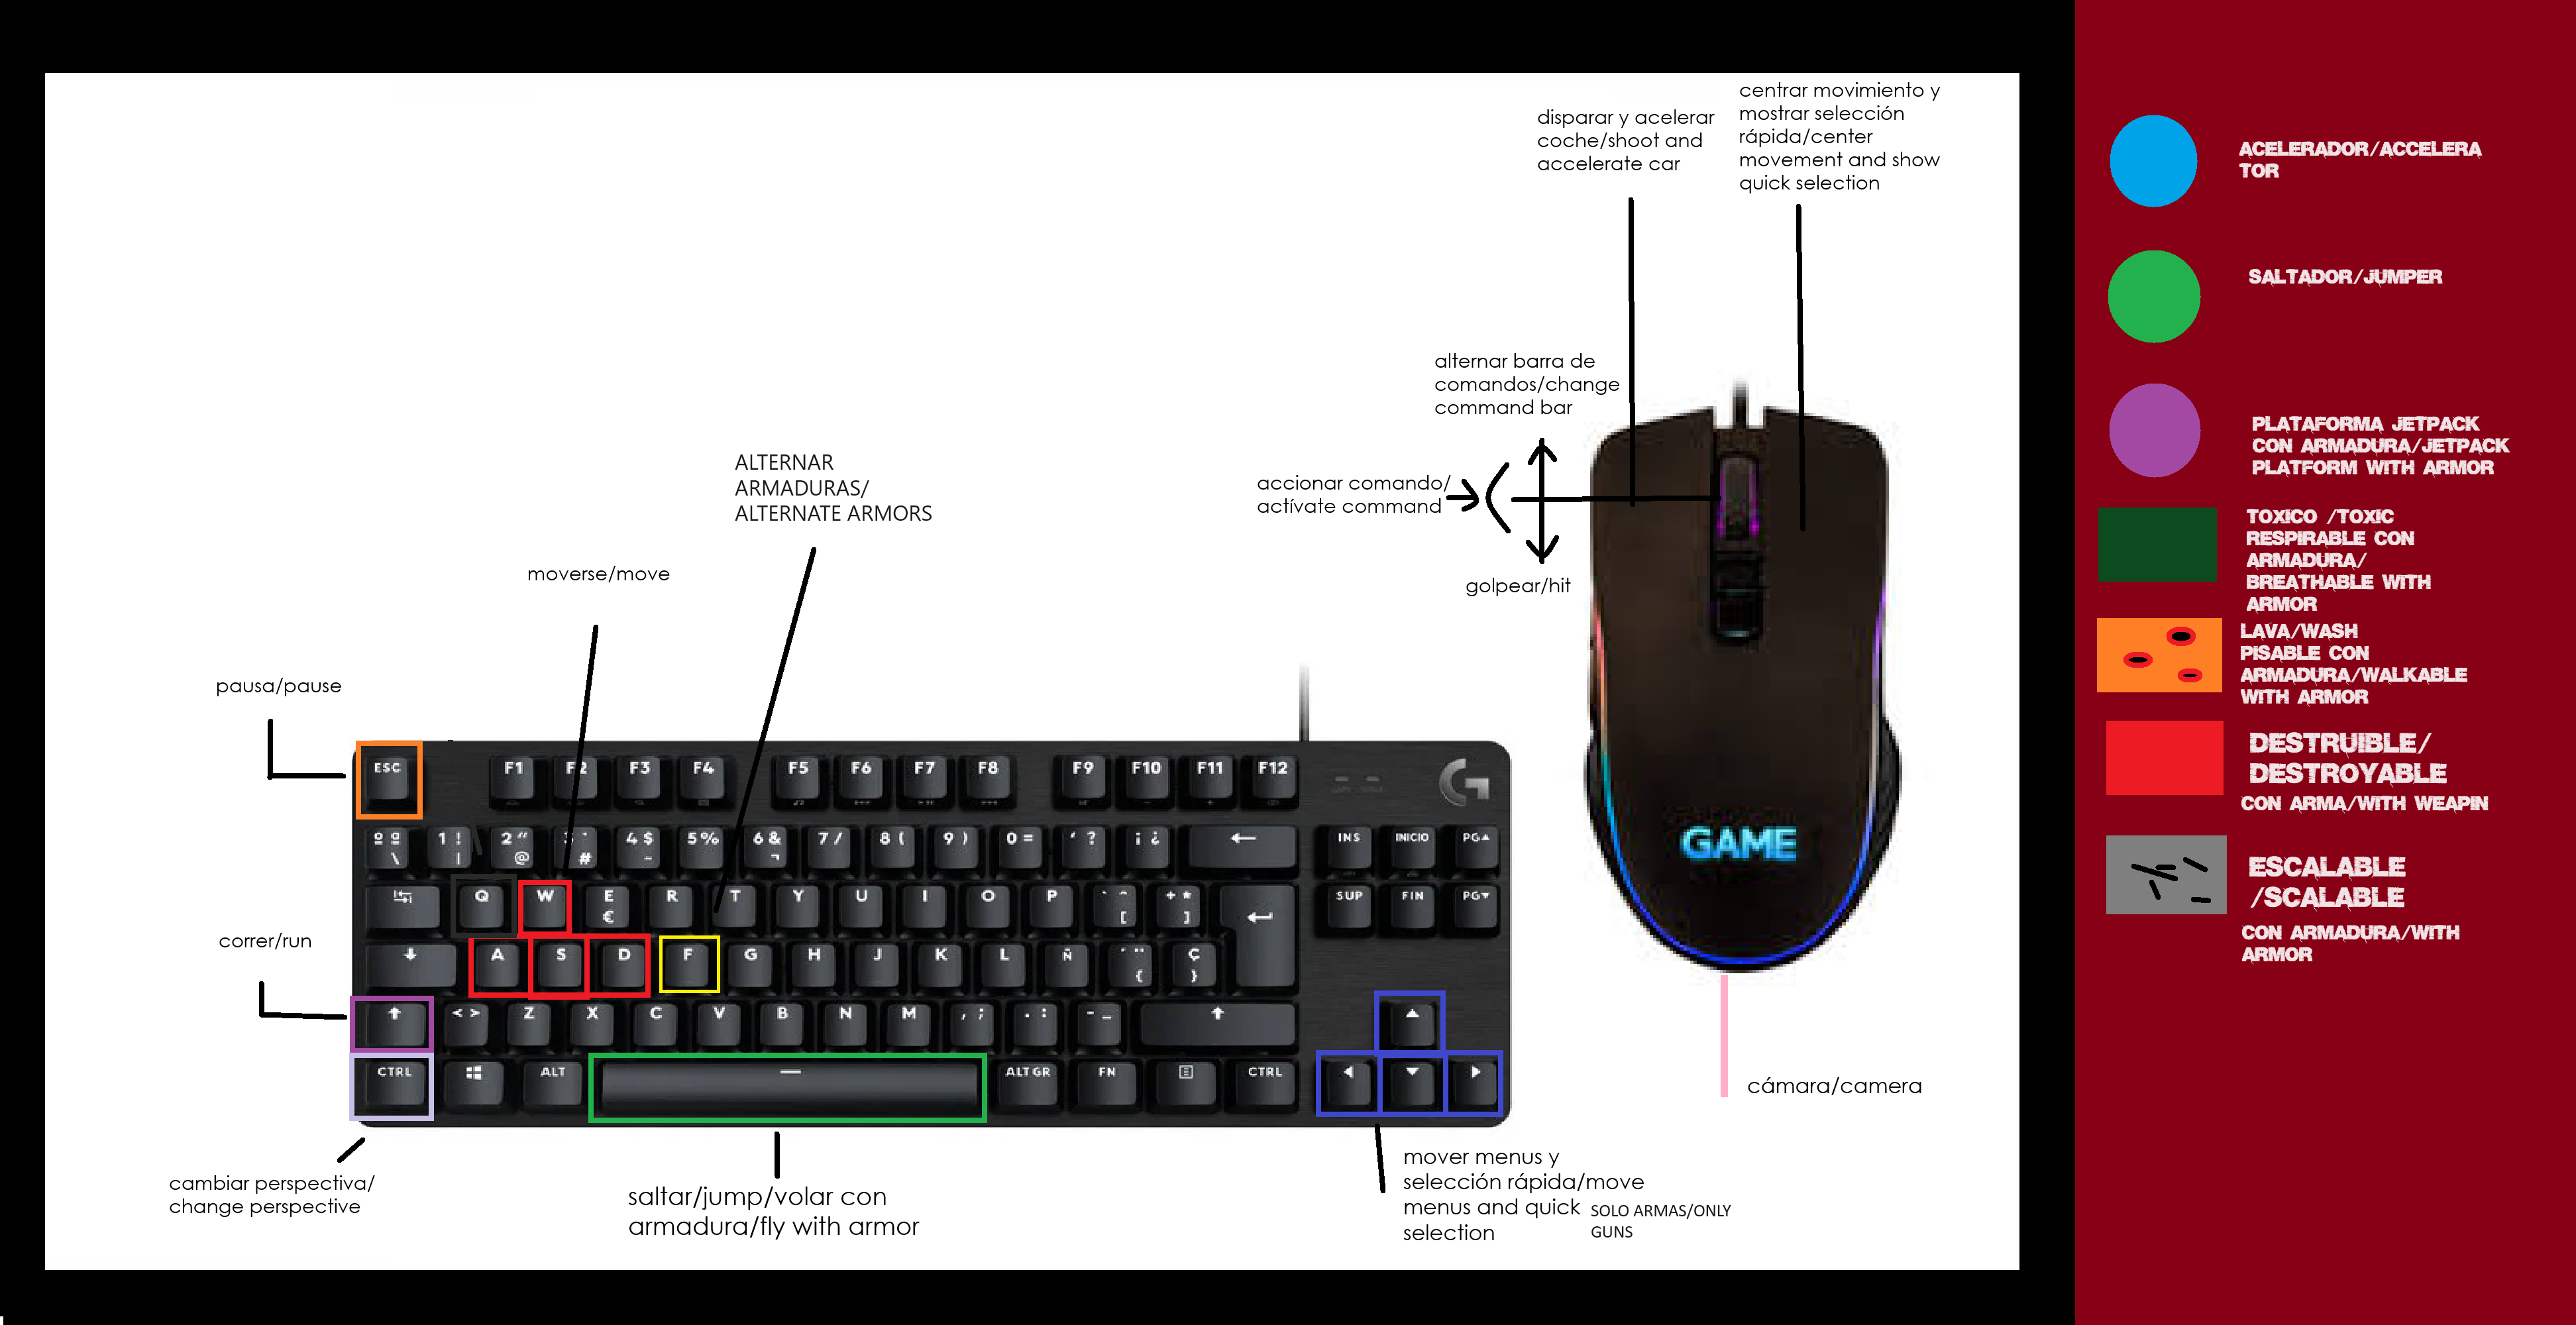 centrar movimiento y
mostrar selección
rápida/center
movement and show
quick selection
disparar y acelerar
coche/shoot and
accelerate car
alternar barra de
comandos/change
command bar
accionar comando/
actívate command
golpear/hit
ALTERNAR
ARMADURAS/
ALTERNATE ARMORS
moverse/move
pausa/pause
correr/run
cambiar perspectiva/
change perspective
saltar/jump/volar con
armadura/fly with armor
mover menus y
selección rápida/move
menus and quick
selection
SOLO ARMAS/ONLY
GUNS
cámara/camera
GAME
ESC F1 F2 F3 F4 F5 F6 F7 F8 F9 F10 F11 F12
º ª \ 1 ! | 2 " @ 3 · # 4 $ ~ 5 % 6 & ¬ 7 / 8 ( 9 ) 0 = ' ? ¡ ¿ ← INS INICIO PG▲
Q W E € R T Y U I O P ` ^ [ + * ] SUP FIN PG▼
A S D F G H J K L Ñ ´ ¨ { Ç }
< > Z X C V B N M , ; . : - _
CTRL ALT ALT GR FN CTRL
ACELERADOR/ACCELERA
TOR
SALTADOR/JUMPER
PLATAFORMA JETPACK
CON ARMADURA/JETPACK
PLATFORM WITH ARMOR
TOXICO /TOXIC
RESPIRABLE CON
ARMADURA/
BREATHABLE WITH
ARMOR
LAVA/WASH
PISABLE CON
ARMADURA/WALKABLE
WITH ARMOR
DESTRUIBLE/
DESTROYABLE
CON ARMA/WITH WEAPIN
ESCALABLE
/SCALABLE
CON ARMADURA/WITH
ARMOR